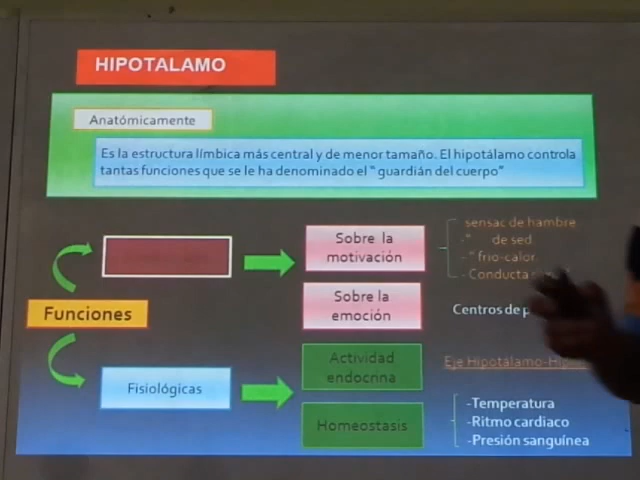 HIPOTALAMO
Anatómicamente
Es la estructura límbica más central y de menor tamaño. El hipotálamo controla
tantas funciones que se le ha denominado el " guardián del cuerpo"
Funciones
Sobre la
motivación
sensac de hambre
-" de sed
- " frio-calor
- Conducta
Sobre la
emoción
Centros de
Fisiológicas
Actividad
endocrina
Eje Hipotálamo-
Homeostasis
-Temperatura
-Ritmo cardiaco
-Presión sanguínea